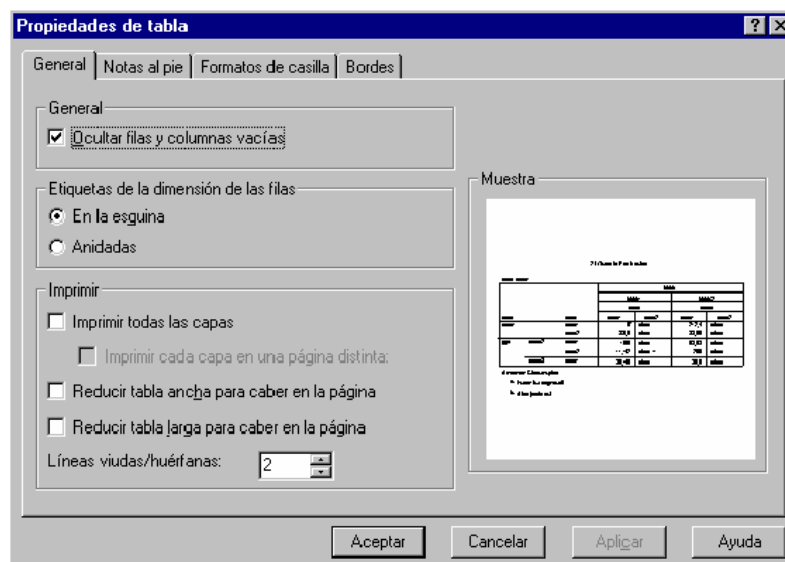 Propiedades de tabla
General
Notas al pie
Formatos de casilla
Bordes
General
Ocultar filas y columnas vacías
Etiquetas de la dimensión de las filas
En la esquina
Anidadas
Imprimir
Imprimir todas las capas
Imprimir cada capa en una página distinta:
Reducir tabla ancha para caber en la página
Reducir tabla larga para caber en la página
Líneas viudas/huérfanas:
2
Muestra
Aceptar
Cancelar
Aplicar
Ayuda